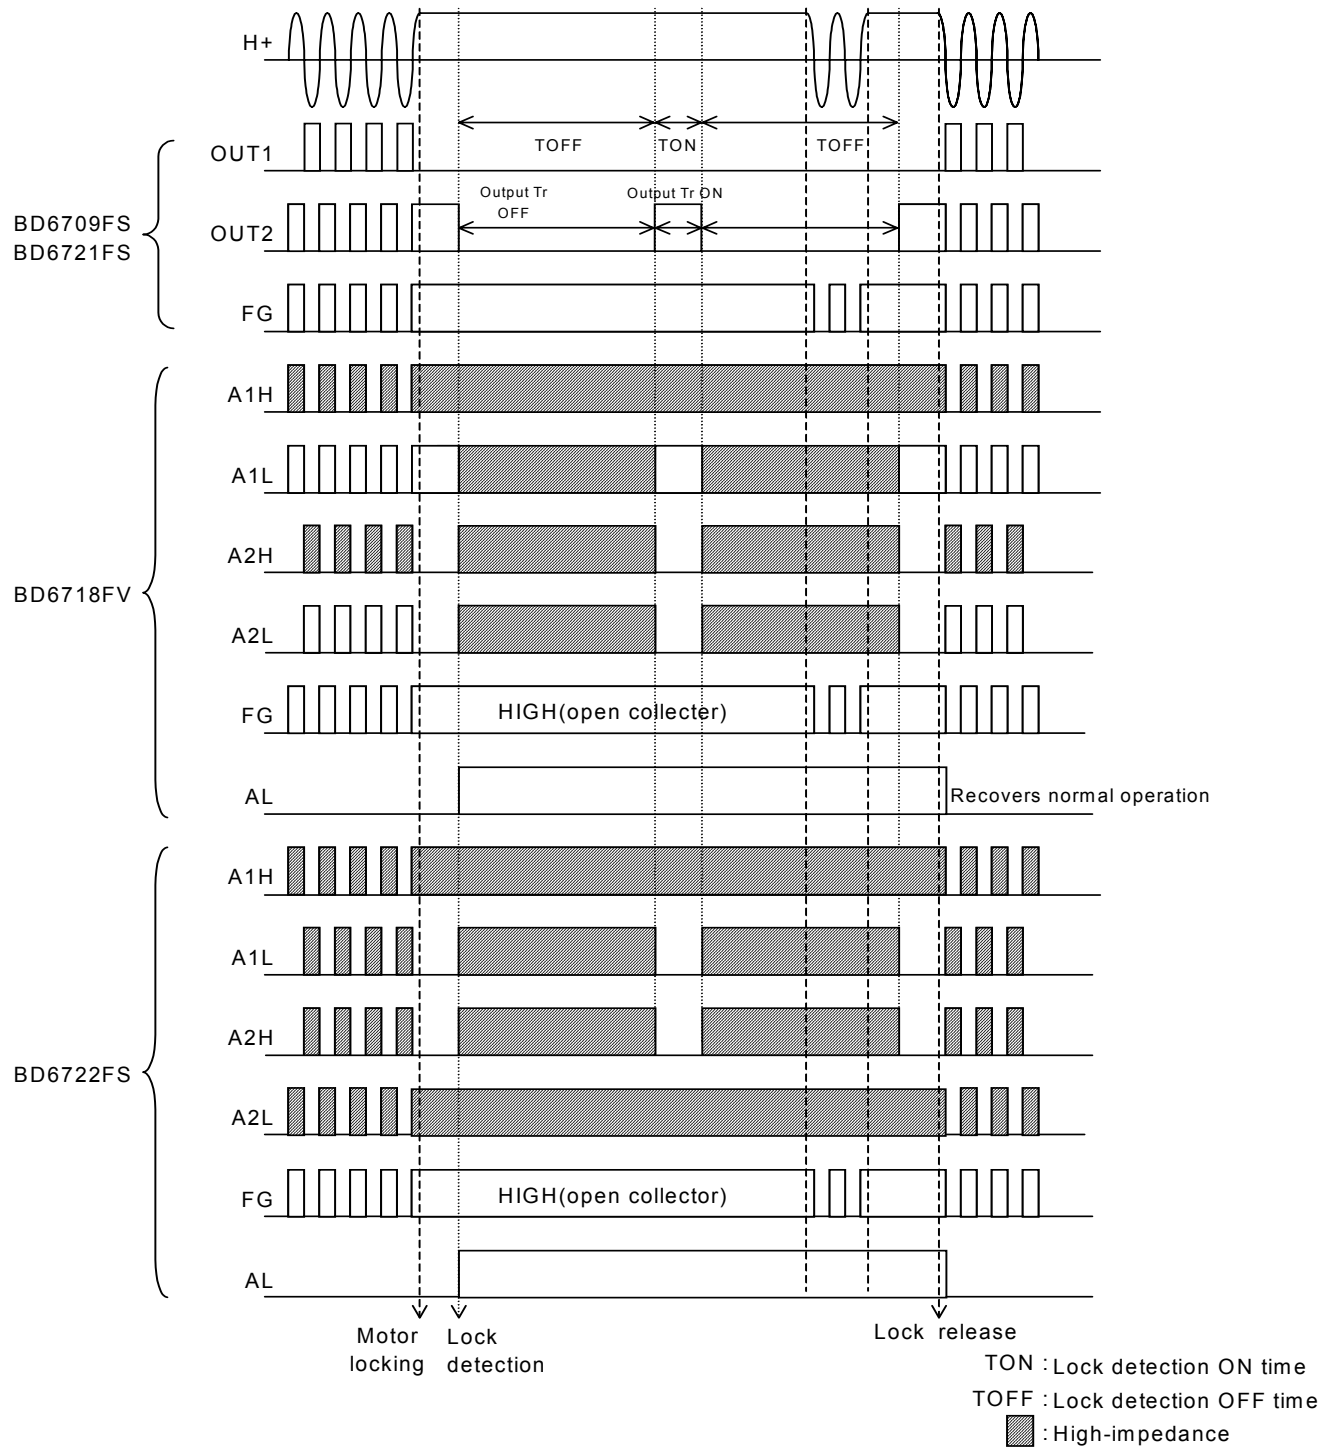 H+
TOFF
TON
TOFF
OUT1
Output Tr
OFF
Output Tr ON
BD6709FS
BD6721FS
OUT2
FG
A1H
A1L
A2H
BD6718FV
A2L
FG
HIGH(open collecter)
AL
Recovers normal operation
A1H
A1L
A2H
BD6722FS
A2L
FG
HIGH(open collector)
AL
Motor
locking
Lock
detection
Lock release
TON : Lock detection ON time
TOFF : Lock detection OFF time
: High-impedance